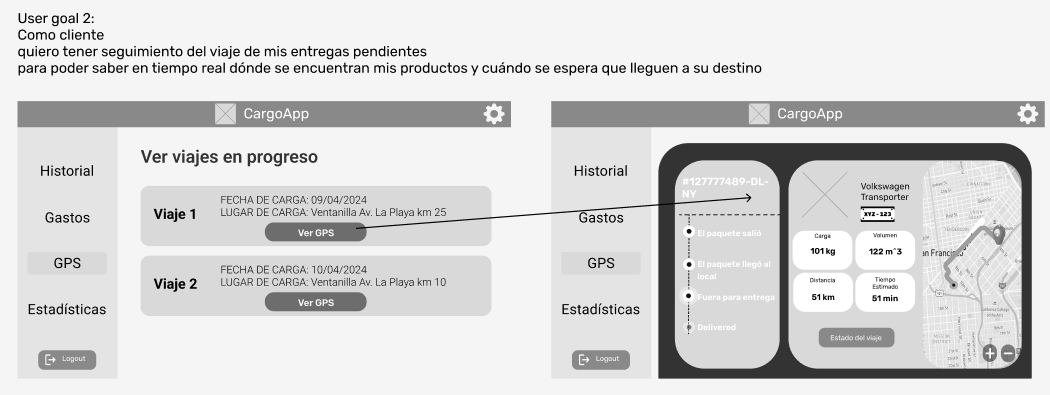 User goal 2:
Como cliente
quiero tener seguimiento del viaje de mis entregas pendientes
para poder saber en tiempo real dónde se encuentran mis productos y cuándo se espera que lleguen a su destino
CargoApp
Historial
Gastos
GPS
Estadísticas
Logout
Ver viajes en progreso
Viaje 1
FECHA DE CARGA: 09/04/2024
LUGAR DE CARGA: Ventanilla Av. La Playa km 25
Ver GPS
Viaje 2
FECHA DE CARGA: 10/04/2024
LUGAR DE CARGA: Ventanilla Av. La Playa km 10
Ver GPS
CargoApp
Historial
Gastos
GPS
Estadísticas
Logout
#127777489-DL-
NY
El paquete salió
El paquete llegó al
local
Fuera para entrega
Delivered
Volkswagen
Transporter
XYZ-123
Carga
101 kg
Volumen
122 m^3
Distancia
51 km
Tiempo
Estimado
51 min
Estado del viaje
an Francisco